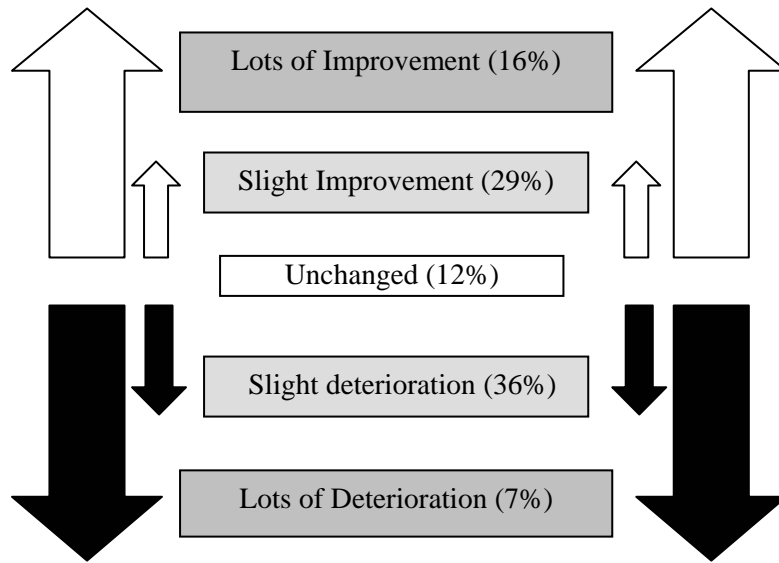 Lots of Improvement (16%)
Slight Improvement (29%)
Unchanged (12%)
Slight deterioration (36%)
Lots of Deterioration (7%)